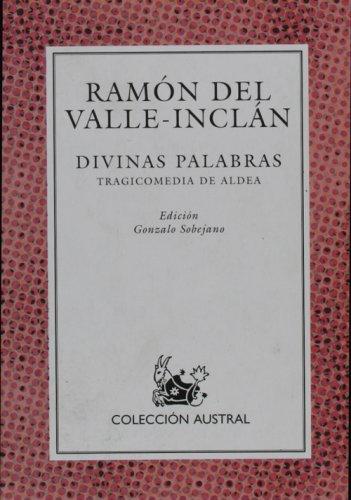 RAMÓN DEL
VALLE-INCLÁN
DIVINAS PALABRAS
TRAGICOMEDIA DE ALDEA
Edición
Gonzalo Sobejano
COLECCIÓN AUSTRAL